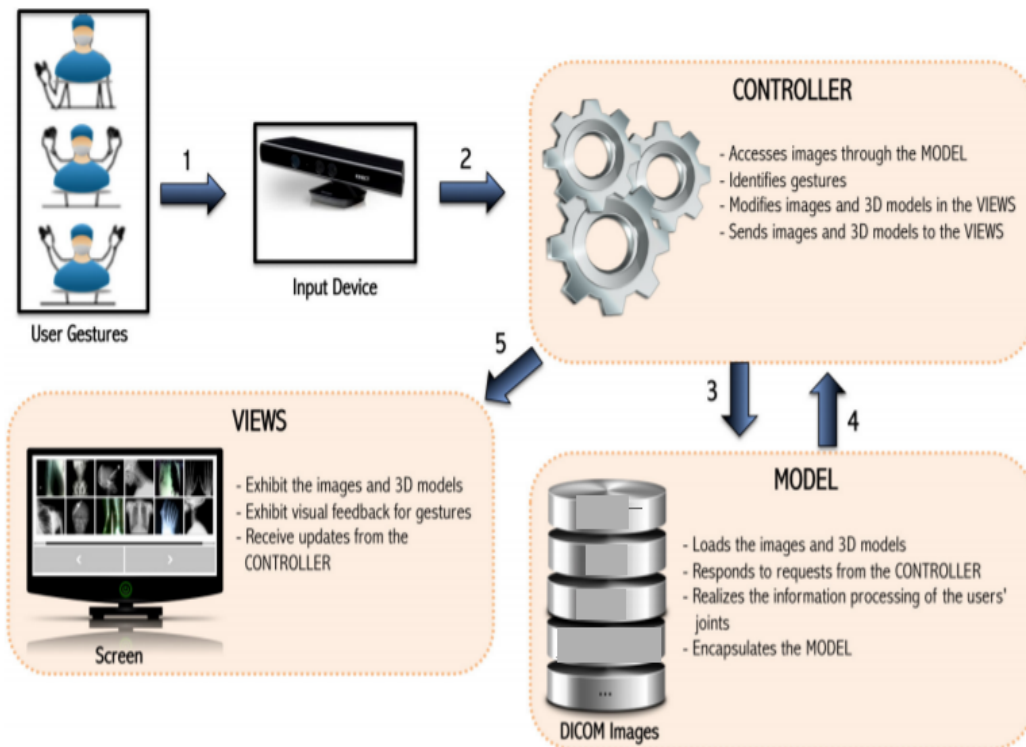 CONTROLLER
- Accesses images through the MODEL
- Identifies gestures
- Modifies images and 3D models in the VIEWS
- Sends images and 3D models to the VIEWS
1
2
Input Device
User Gestures
5
3
4
VIEWS
- Exhibit the images and 3D models
- Exhibit visual feedback for gestures
- Receive updates from the
CONTROLLER
Screen
MODEL
- Loads the images and 3D models
- Responds to requests from the CONTROLLER
- Realizes the information processing of the users'
joints
- Encapsulates the MODEL
...
DICOM Images